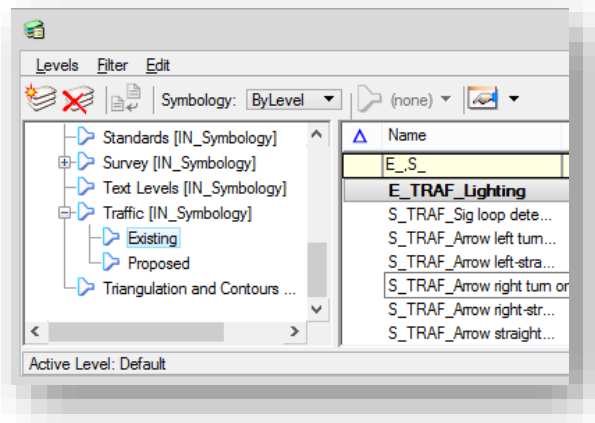 Levels Filter Edit
Symbology: ByLevel (none)
Standards [IN_Symbology]
Survey [IN_Symbology]
Text Levels [IN_Symbology]
Traffic [IN_Symbology]
Existing
Proposed
Triangulation and Contours ...
Name
E_,S_
E_TRAF_Lighting
S_TRAF_Sig loop dete...
S_TRAF_Arrow left turn...
S_TRAF_Arrow left-stra...
S_TRAF_Arrow right turn or
S_TRAF_Arrow right-str...
S_TRAF_Arrow straight...
Active Level: Default